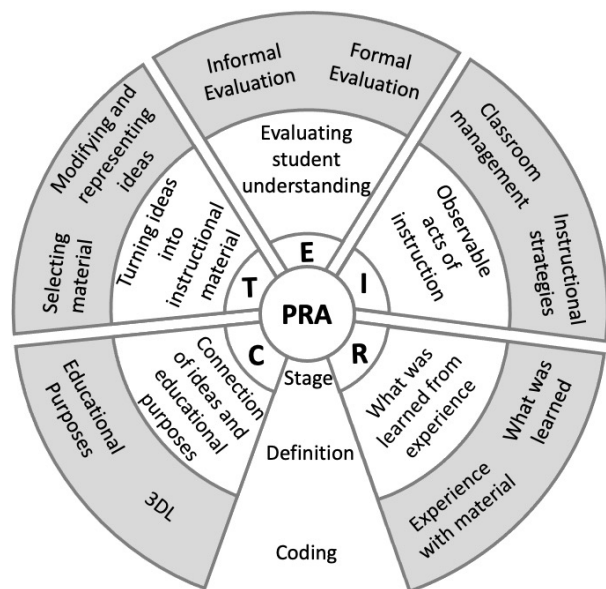 Informal
Evaluation
Formal
Evaluation
Evaluating
student
understanding
E
Modifying and
representing
ideas
Selecting
material
Turning ideas
into
instructional
material
T
Classroom
management
Instructional
strategies
Observable
acts of
instruction
I
PRA
C
Connection
of ideas and
educational
purposes
Educational
Purposes
3DL
R
What was
learned from
experience
What was
learned
Experience
with material
Stage
Definition
Coding